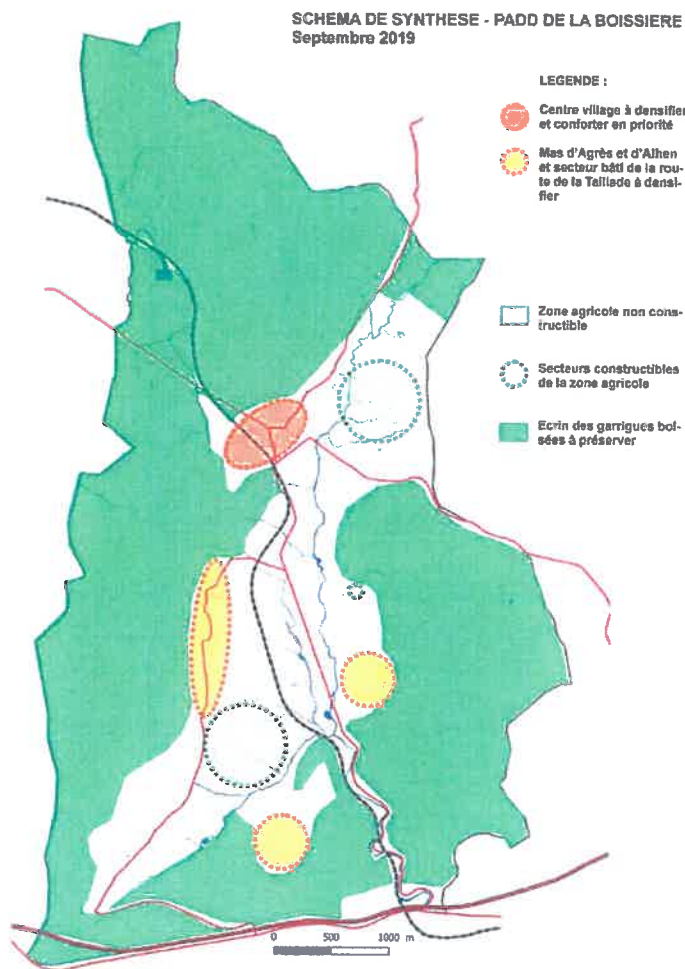 SCHEMA DE SYNTHESE - PADD DE LA BOISSIERE
Septembre 2019
LEGENDE :
Centre village à densifier
et conforter en priorité
Mas d'Agrès et d'Alhen
et secteur bâti de la rou-
te de la Taillade à densi-
fier
Zone agricole non cons-
tructible
Secteurs constructibles
de la zone agricole
Ecrin des garrigues boi-
sées à préserver
0 500 1000 m